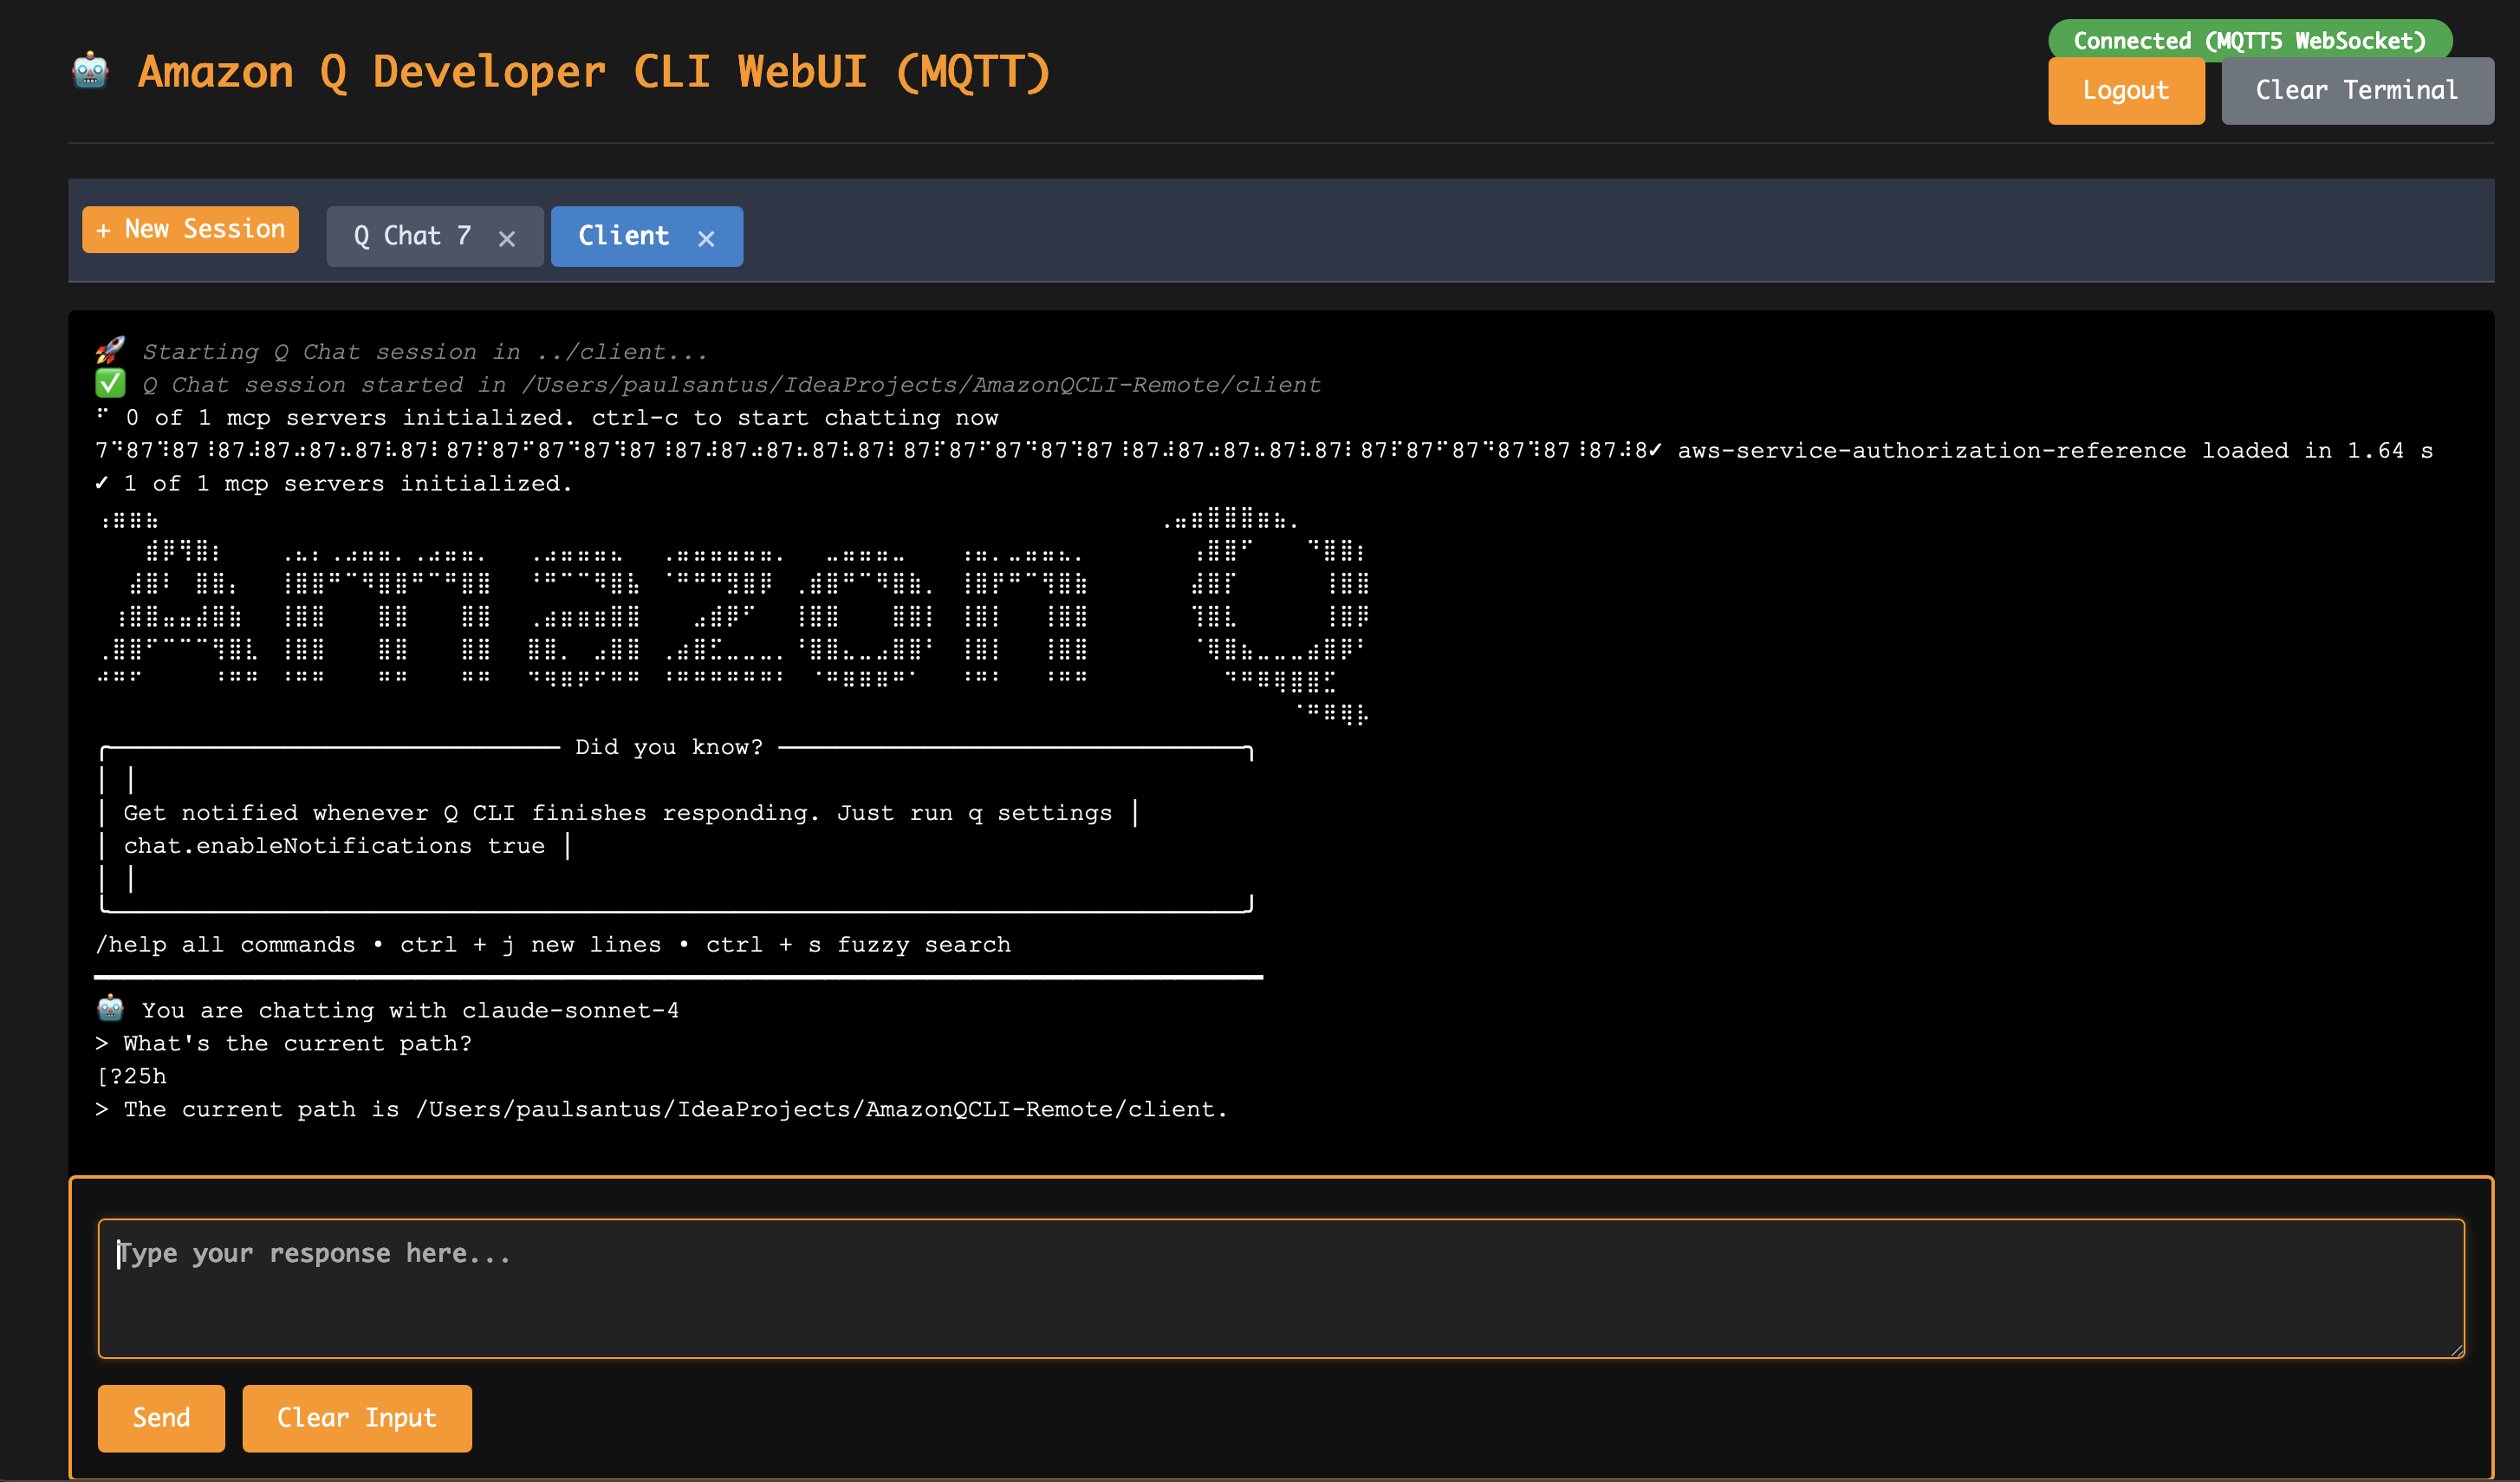 🤖 Amazon Q Developer CLI WebUI (MQTT)
Connected (MQTT5 WebSocket)
Logout
Clear Terminal
+ New Session
Q Chat 7 ×
Client ×
🚀 Starting Q Chat session in ../client...
✅ Q Chat session started in /Users/paulsantus/IdeaProjects/AmazonQCLI-Remote/client
⠋ 0 of 1 mcp servers initialized. ctrl-c to start chatting now
✓ aws-service-authorization-reference loaded in 1.64 s
✓ 1 of 1 mcp servers initialized.
Amazon Q
Did you know?
Get notified whenever Q CLI finishes responding. Just run q settings
chat.enableNotifications true
/help all commands • ctrl + j new lines • ctrl + s fuzzy search
🤖 You are chatting with claude-sonnet-4
> What's the current path?
[?25h
> The current path is /Users/paulsantus/IdeaProjects/AmazonQCLI-Remote/client.
Type your response here...
Send
Clear Input